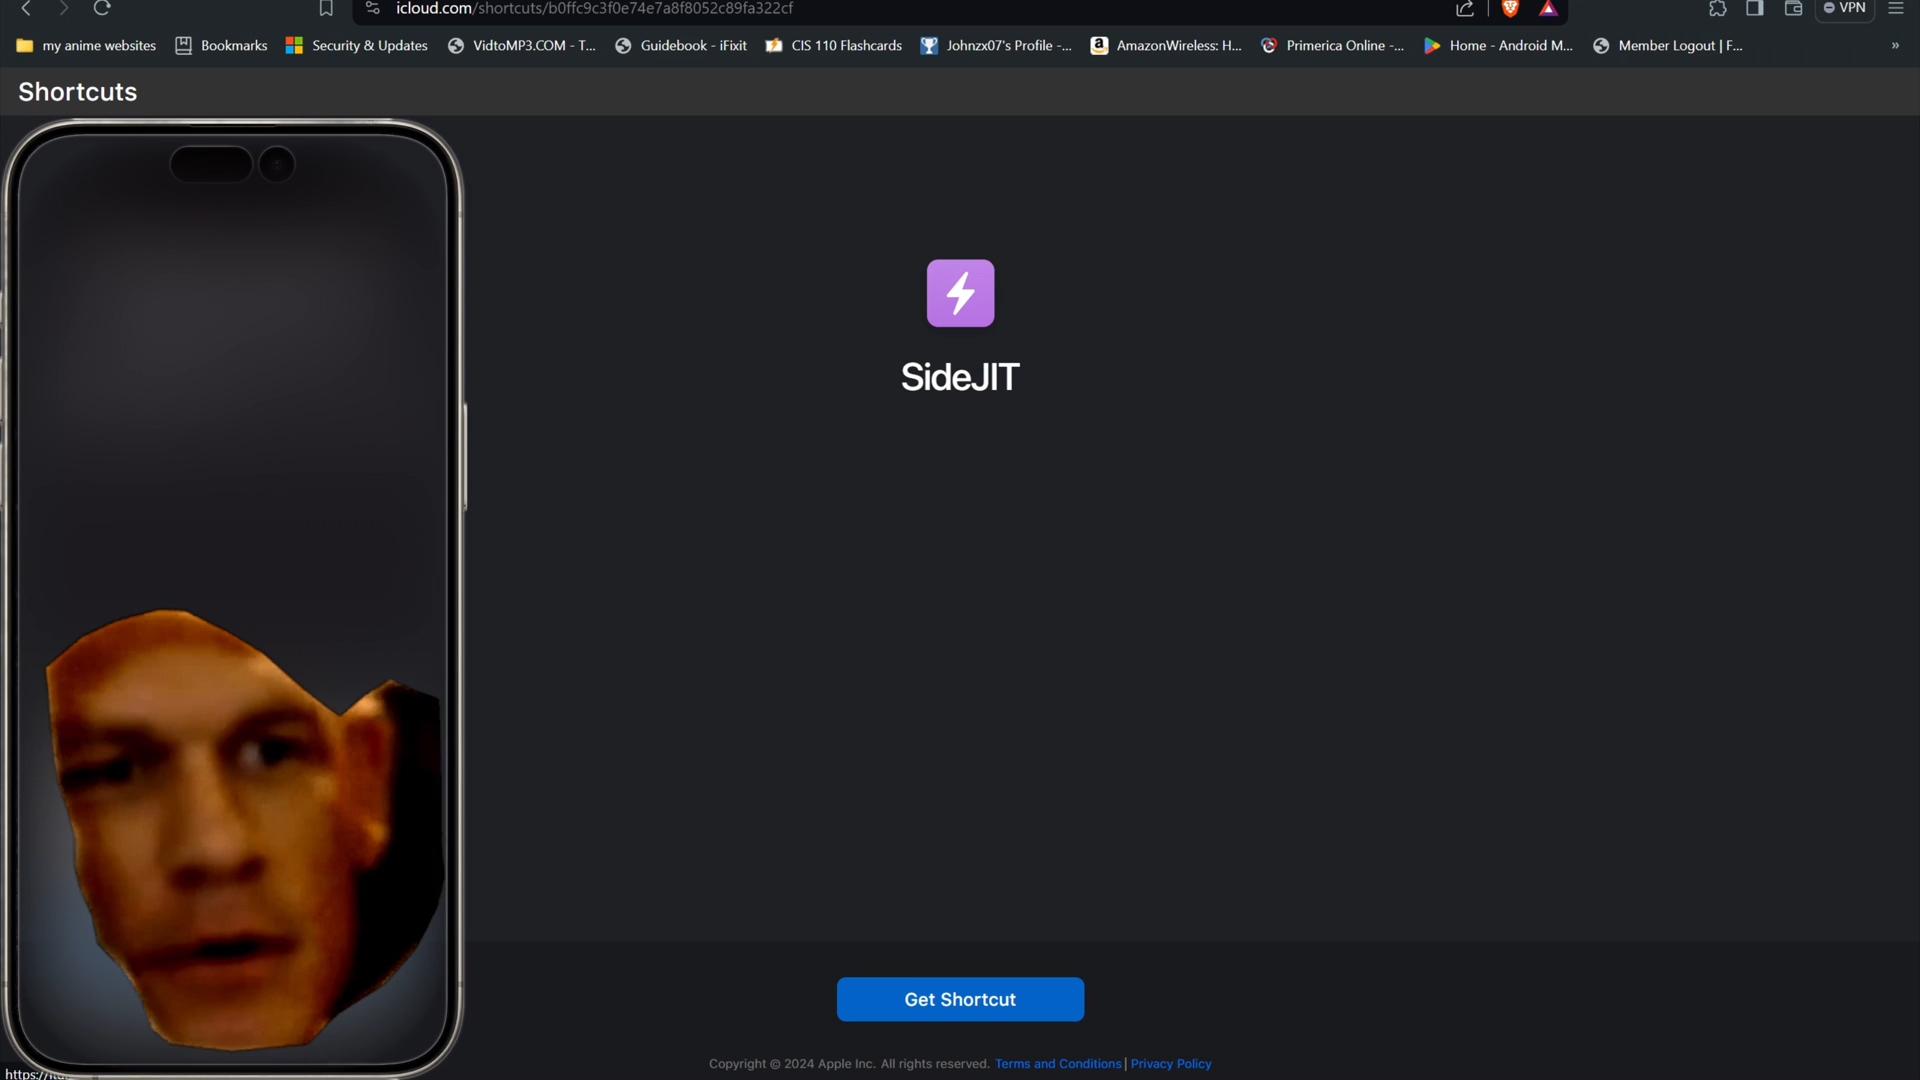 icloud.com/shortcuts/b0ffc9c3f0e74e7a8f8052c89fa322cf
VPN
my anime websites
Bookmarks
Security & Updates
VidtoMP3.COM - T...
Guidebook - iFixit
CIS 110 Flashcards
Johnzx07's Profile -...
AmazonWireless: H...
Primerica Online -...
Home - Android M...
Member Logout | F...
»
Shortcuts
SideJIT
Get Shortcut
Copyright © 2024 Apple Inc. All rights reserved. Terms and Conditions | Privacy Policy